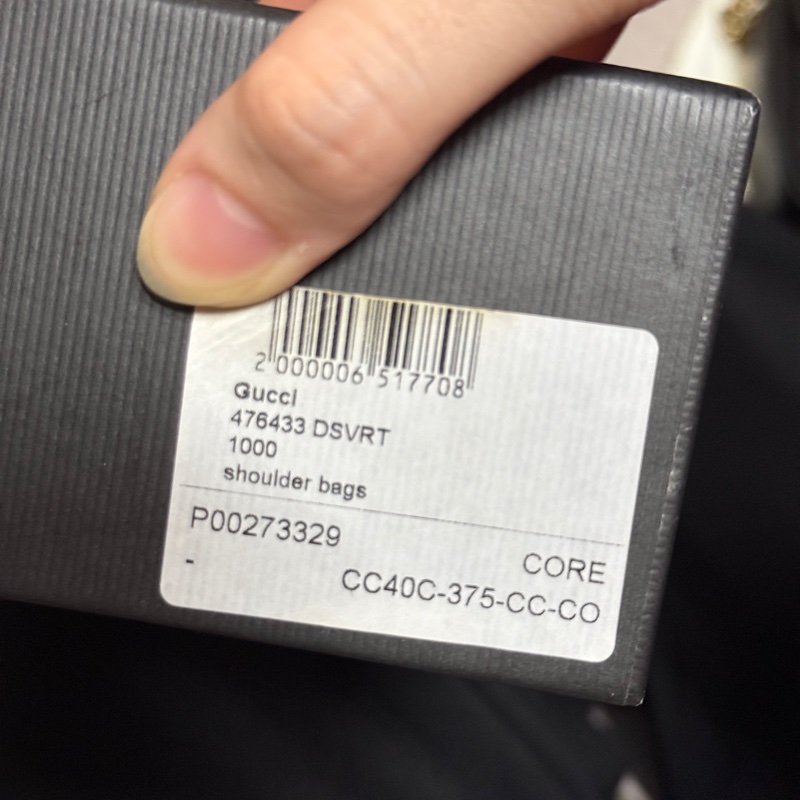 2 000006 517708
Gucci
476433 DSVRT
1000
shoulder bags
P00273329
CORE
-
CC40C-375-CC-CO